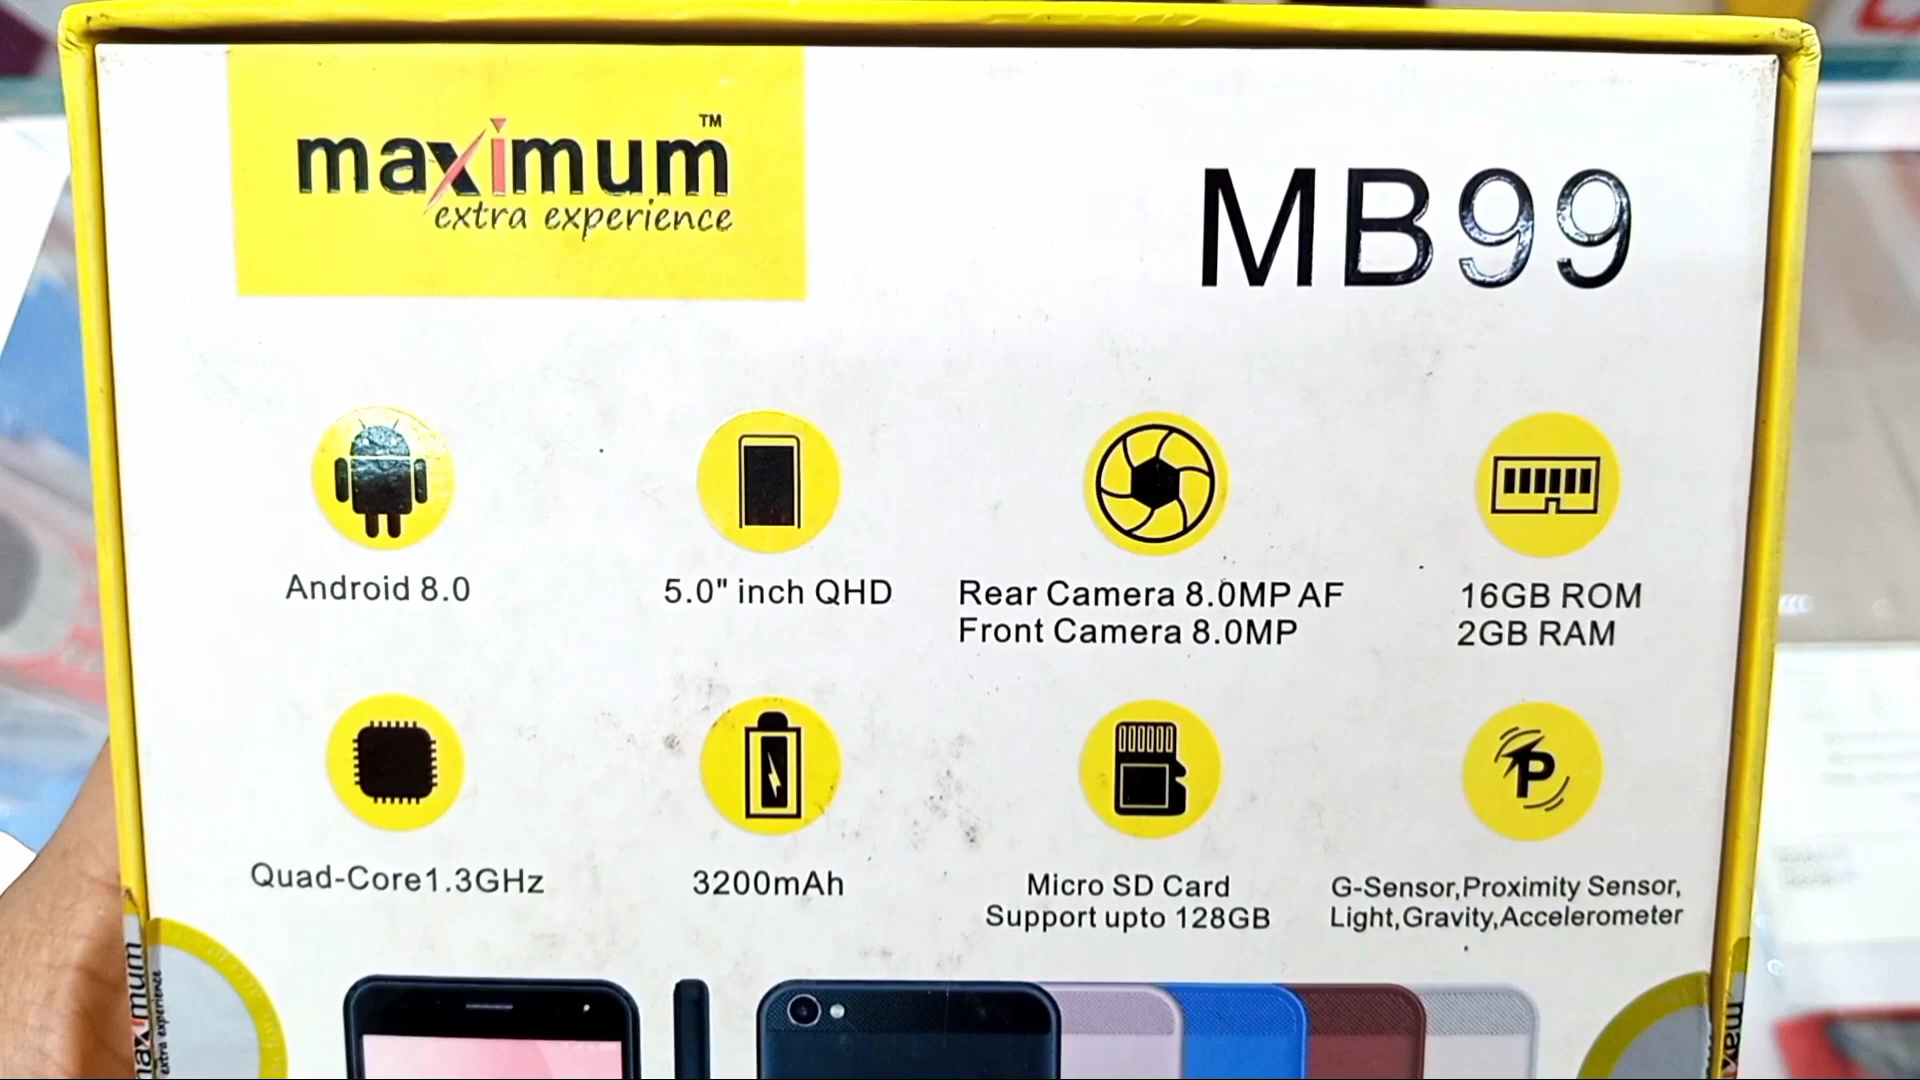 maximum™
extra experience
MB99
Android 8.0
5.0" inch QHD
Rear Camera 8.0MP AF
Front Camera 8.0MP
16GB ROM
2GB RAM
Quad-Core1.3GHz
3200mAh
Micro SD Card
Support upto 128GB
P
G-Sensor,Proximity Sensor,
Light,Gravity,Accelerometer
maximum
extra experience
max